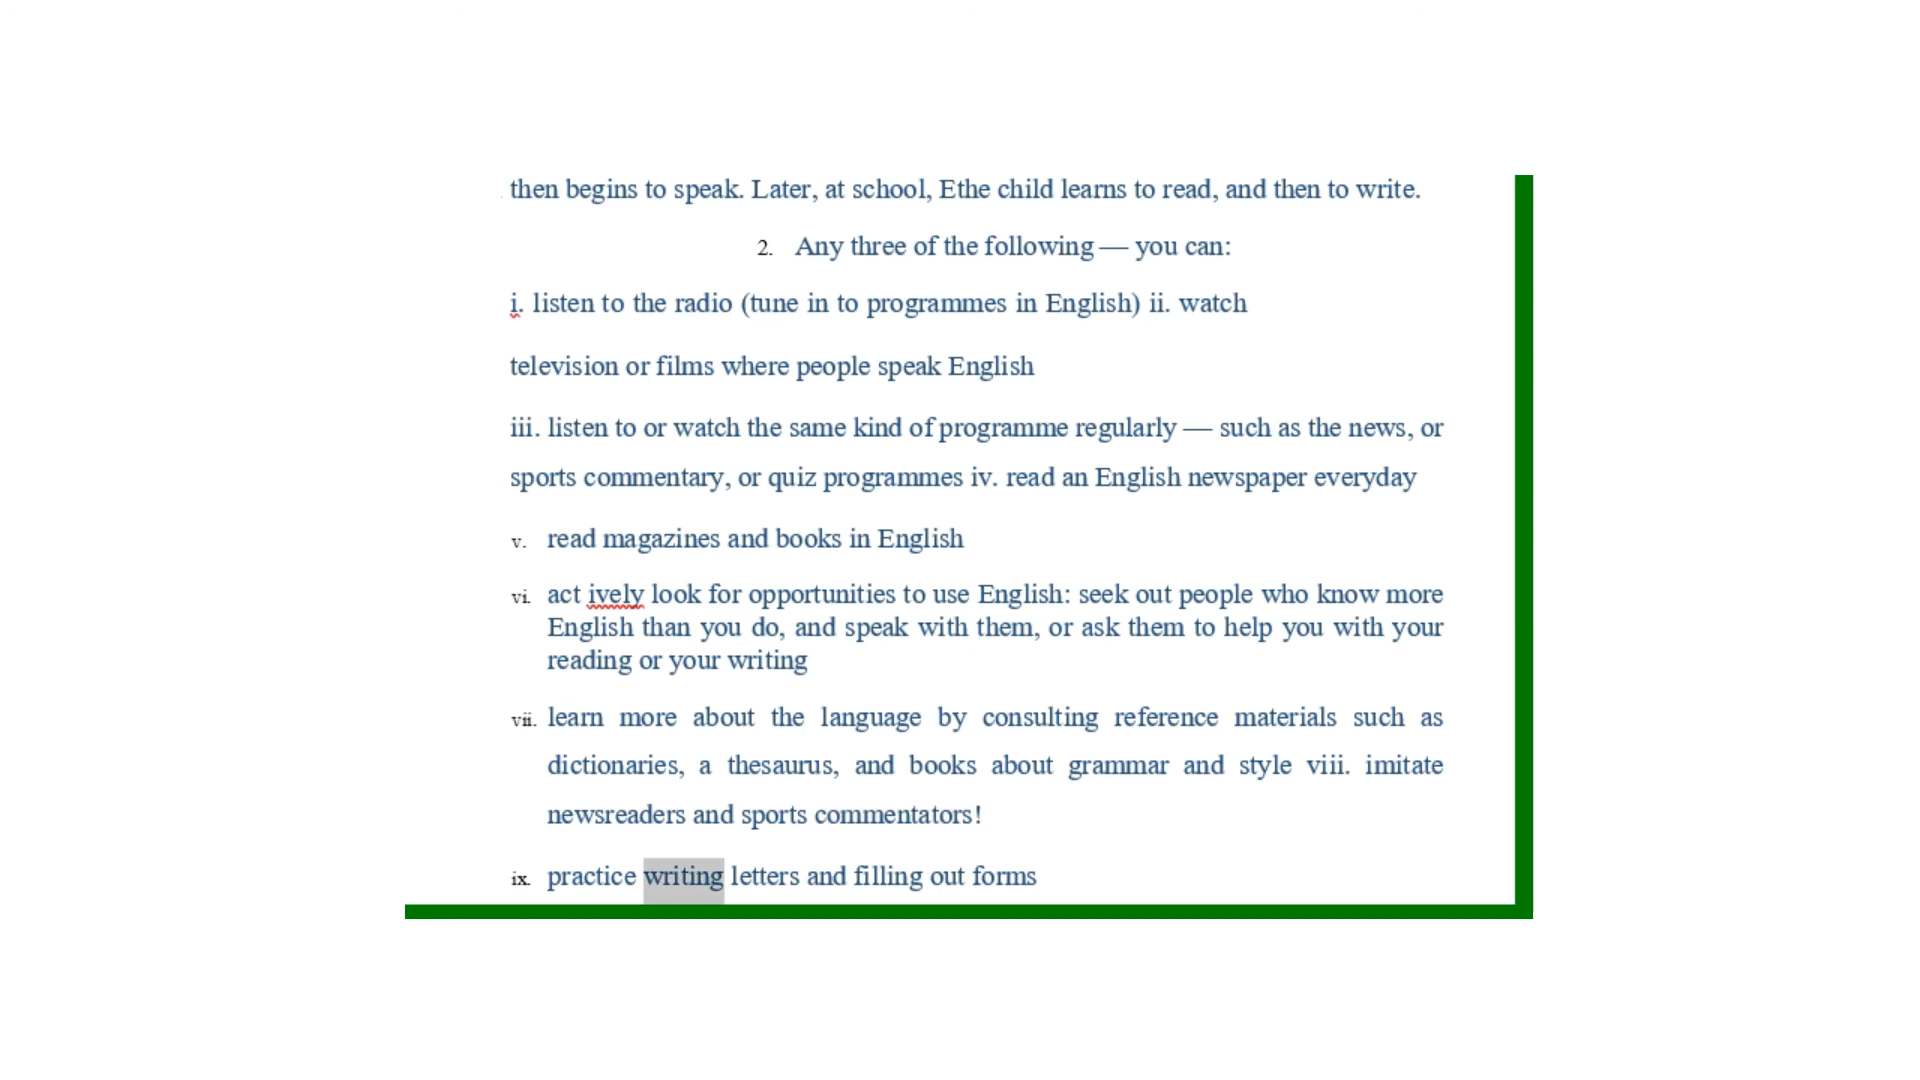 then begins to speak. Later, at school, Ethe child learns to read, and then to write.
2. Any three of the following — you can:
i. listen to the radio (tune in to programmes in English) ii. watch
television or films where people speak English
iii. listen to or watch the same kind of programme regularly — such as the news, or
sports commentary, or quiz programmes iv. read an English newspaper everyday
v. read magazines and books in English
vi. act ively look for opportunities to use English: seek out people who know more
English than you do, and speak with them, or ask them to help you with your
reading or your writing
vii. learn more about the language by consulting reference materials such as
dictionaries, a thesaurus, and books about grammar and style viii. imitate
newsreaders and sports commentators!
ix. practice writing letters and filling out forms